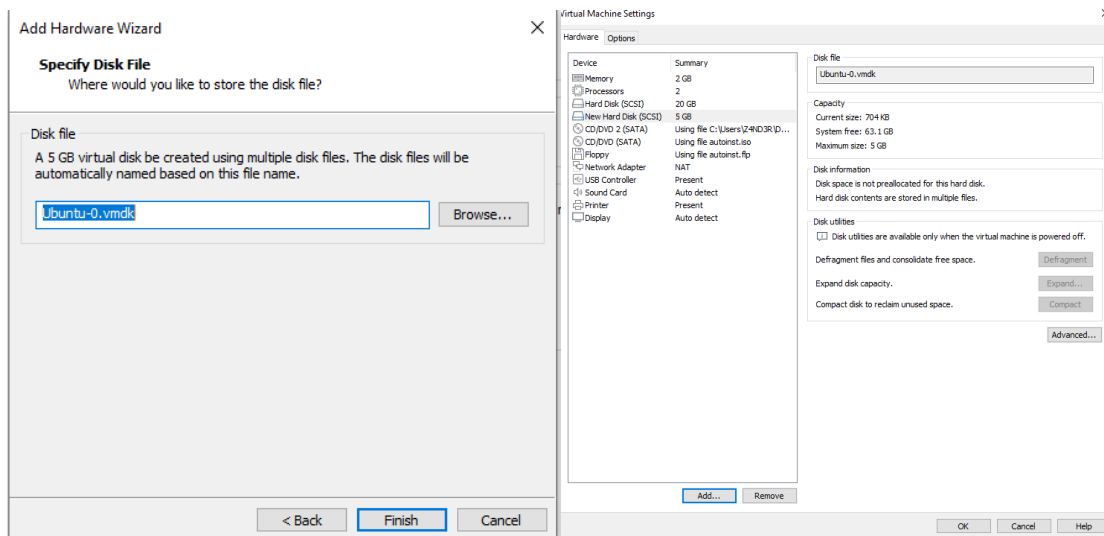 Add Hardware Wizard
Specify Disk File
Where would you like to store the disk file?
Disk file
A 5 GB virtual disk be created using multiple disk files. The disk files will be
automatically named based on this file name.
Ubuntu-0.vmdk
Browse...
< Back
Finish
Cancel
Virtual Machine Settings
Hardware
Options
Device Summary
Memory 2 GB
Processors 2
Hard Disk (SCSI) 20 GB
New Hard Disk (SCSI) 5 GB
CD/DVD 2 (SATA) Using file C:\Users\Z4ND3R\D...
CD/DVD (SATA) Using file autoinst.iso
Floppy Using file autoinst.flp
Network Adapter NAT
USB Controller Present
Sound Card Auto detect
Printer Present
Display Auto detect
Add...
Remove
Disk file
Ubuntu-0.vmdk
Capacity
Current size: 704 KB
System free: 63.1 GB
Maximum size: 5 GB
Disk information
Disk space is not preallocated for this hard disk.
Hard disk contents are stored in multiple files.
Disk utilities
Disk utilities are available only when the virtual machine is powered off.
Defragment files and consolidate free space.
Defragment
Expand disk capacity.
Expand...
Compact disk to reclaim unused space.
Compact
Advanced...
OK
Cancel
Help